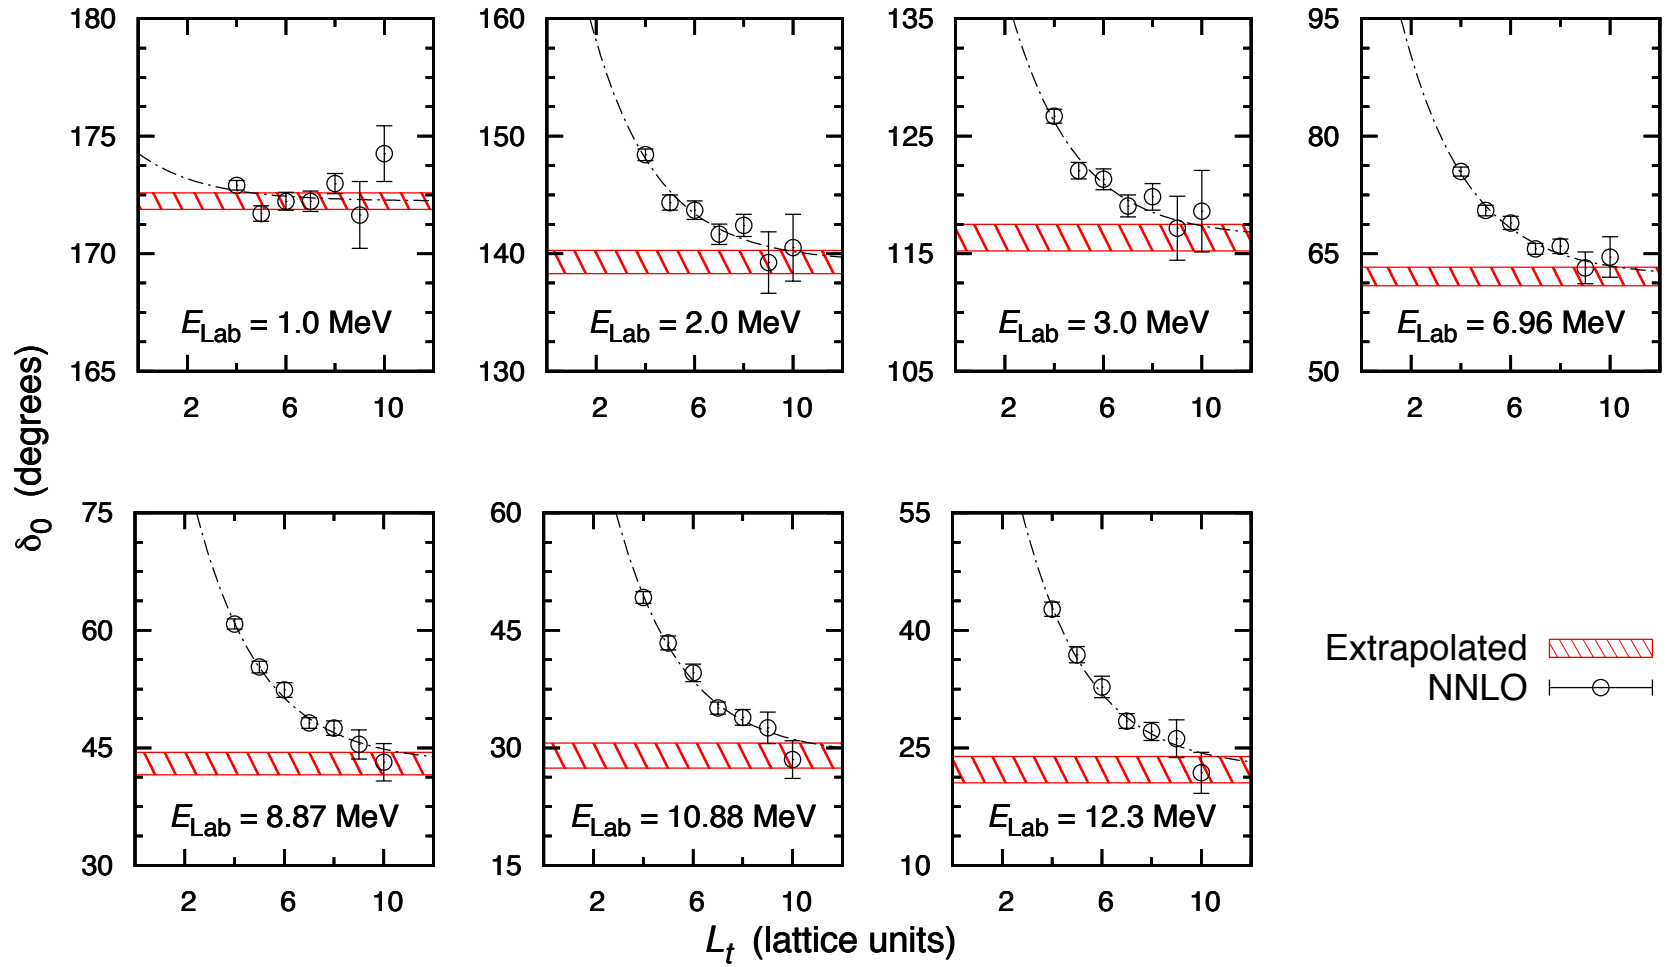 180
175
170
165
E_Lab = 1.0 MeV
2 6 10
160
150
140
130
E_Lab = 2.0 MeV
2 6 10
135
125
115
105
E_Lab = 3.0 MeV
2 6 10
95
80
65
50
E_Lab = 6.96 MeV
2 6 10
δ_0 (degrees)
75
60
45
30
E_Lab = 8.87 MeV
2 6 10
60
45
30
15
E_Lab = 10.88 MeV
2 6 10
55
40
25
10
E_Lab = 12.3 MeV
2 6 10
Extrapolated
NNLO
L_t (lattice units)